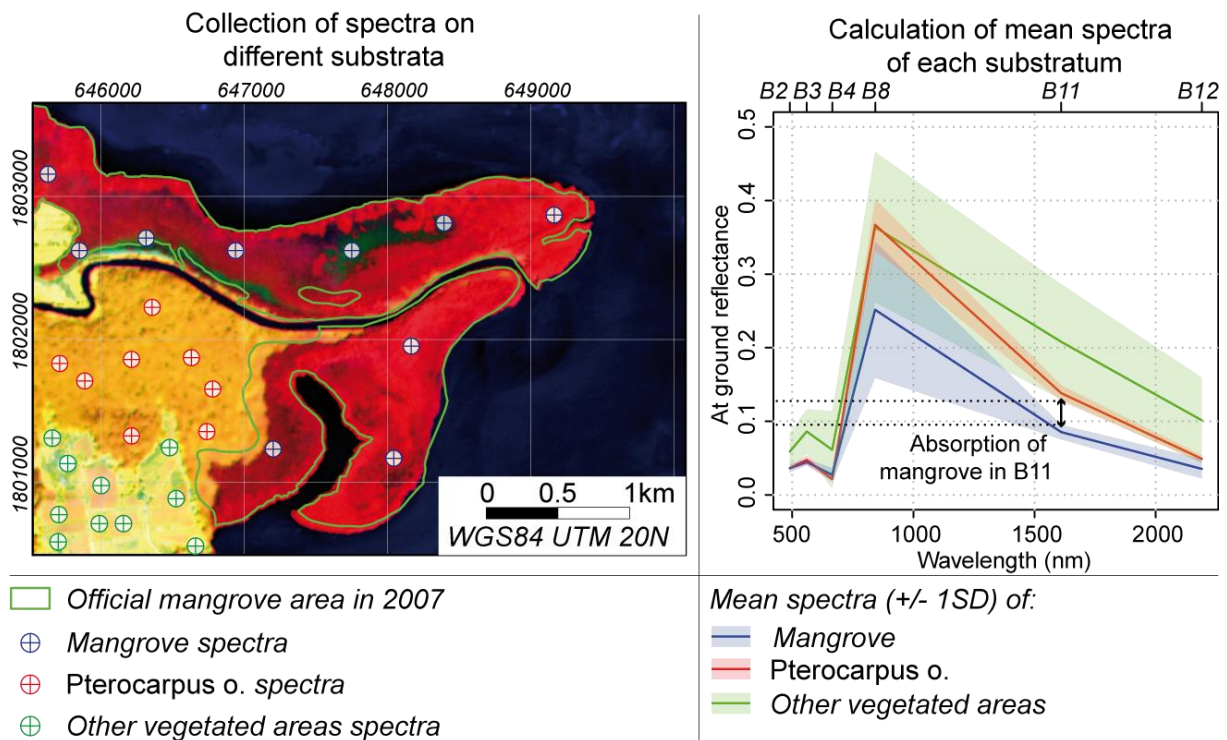 Collection of spectra on
different substrata
646000 647000 648000 649000
1803000
1802000
1801000
0 0.5 1km
WGS84 UTM 20N
Calculation of mean spectra
of each substratum
B2 B3 B4 B8 B11 B12
At ground reflectance
0.5
0.4
0.3
0.2
0.1
0.0
Absorption of
mangrove in B11
500 1000 1500 2000
Wavelength (nm)
Official mangrove area in 2007
Mangrove spectra
Pterocarpus o. spectra
Other vegetated areas spectra
Mean spectra (+/- 1SD) of:
Mangrove
Pterocarpus o.
Other vegetated areas